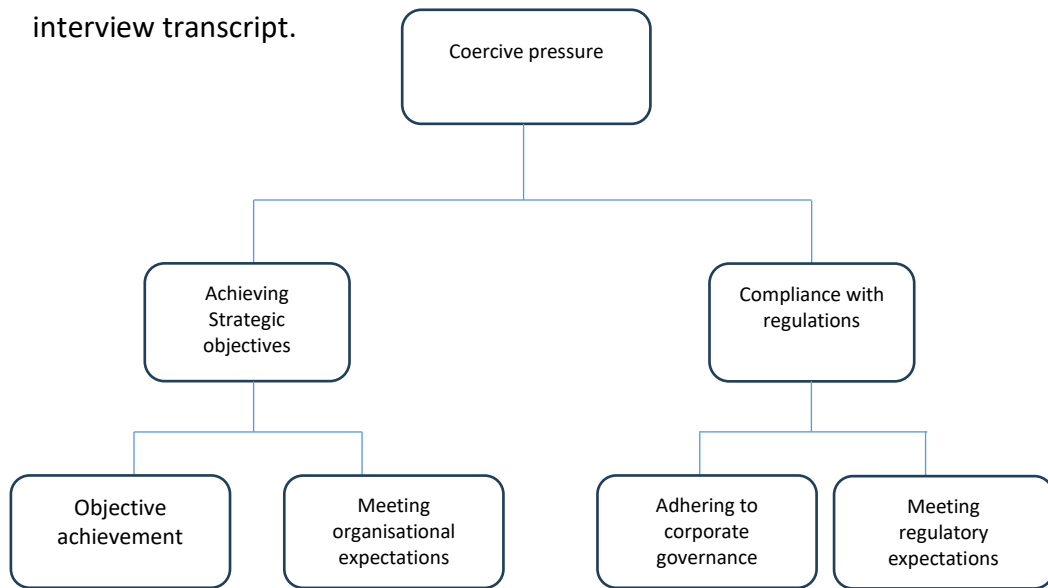 interview transcript.
Coercive pressure
Achieving
Strategic
objectives
Compliance with
regulations
Objective
achievement
Meeting
organisational
expectations
Adhering to
corporate
governance
Meeting
regulatory
expectations